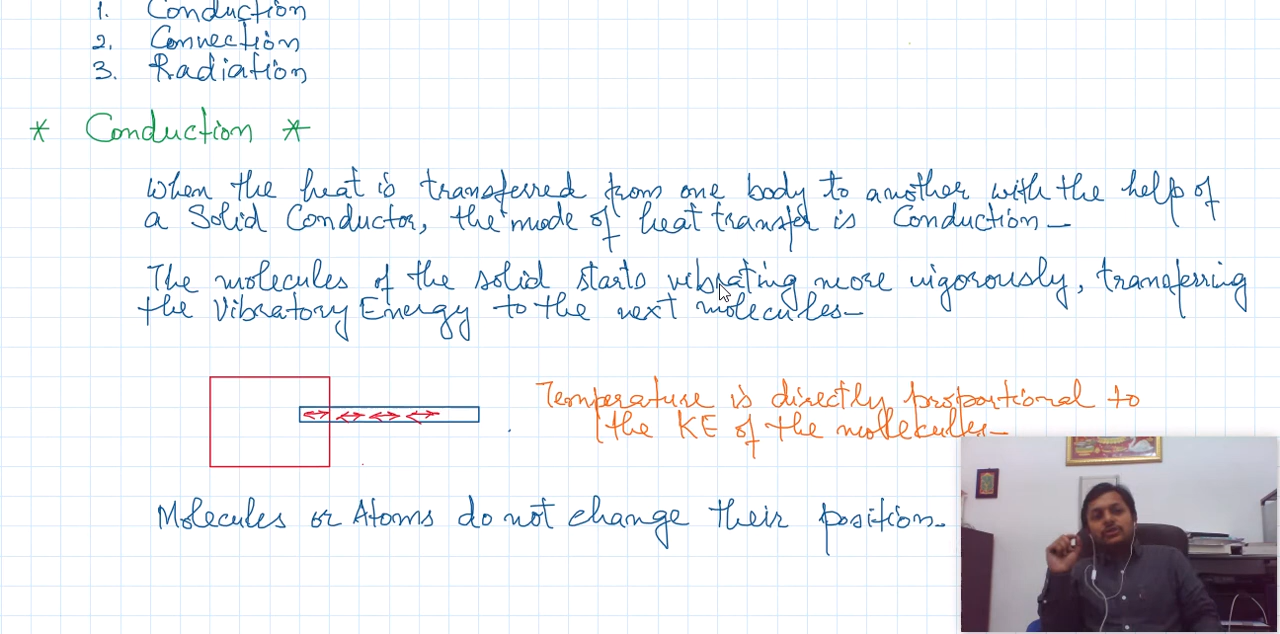 1. Conduction
2. Convection
3. Radiation
* Conduction *
When the heat is transferred from one body to another with the help of
a Solid Conductor, the mode of heat transfer is Conduction_
The molecules of the solid starts vibrating more vigorously, transferring
the Vibratory Energy to the next molecules_
Temperature is directly proportional to
the KE of the molecules_
Molecules or Atoms do not change their position.